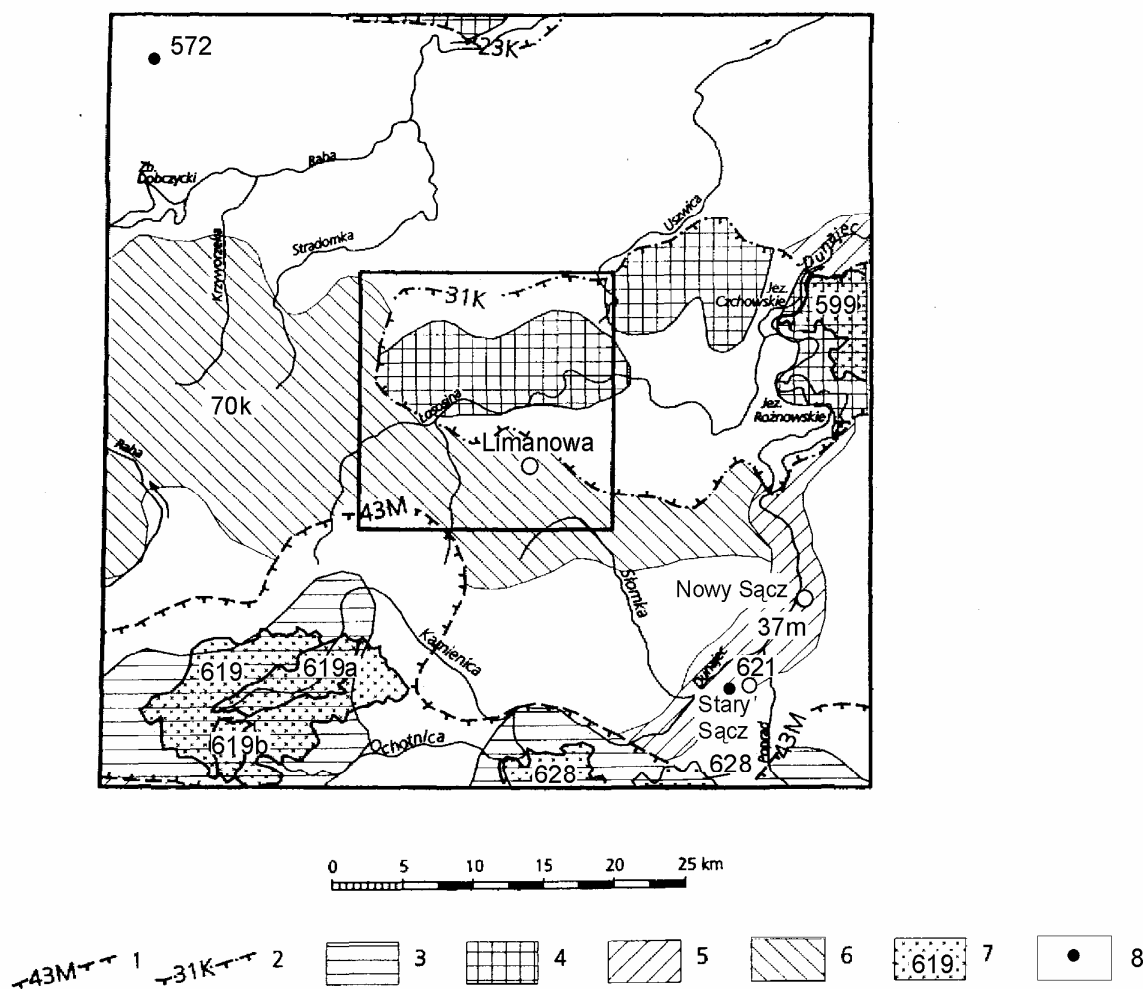 572
23K
Zb.
Dobczycki
Raba
Uszwica
Krzyworzeka
Stradomka
Dunajec
Jez.
Czchowskie
599
31K
70k
Łososina
Jez.
Rożnowskie
Limanowa
Raba
43M
Słomka
Nowy Sącz
37m
Kamienica
619
619a
Dunajec
621
Stary
Sącz
619b
Ochotnica
628
628
Poprad
43M
0 5 10 15 20 25 km
43M 1
31K 2
3
4
5
6
619 7
8